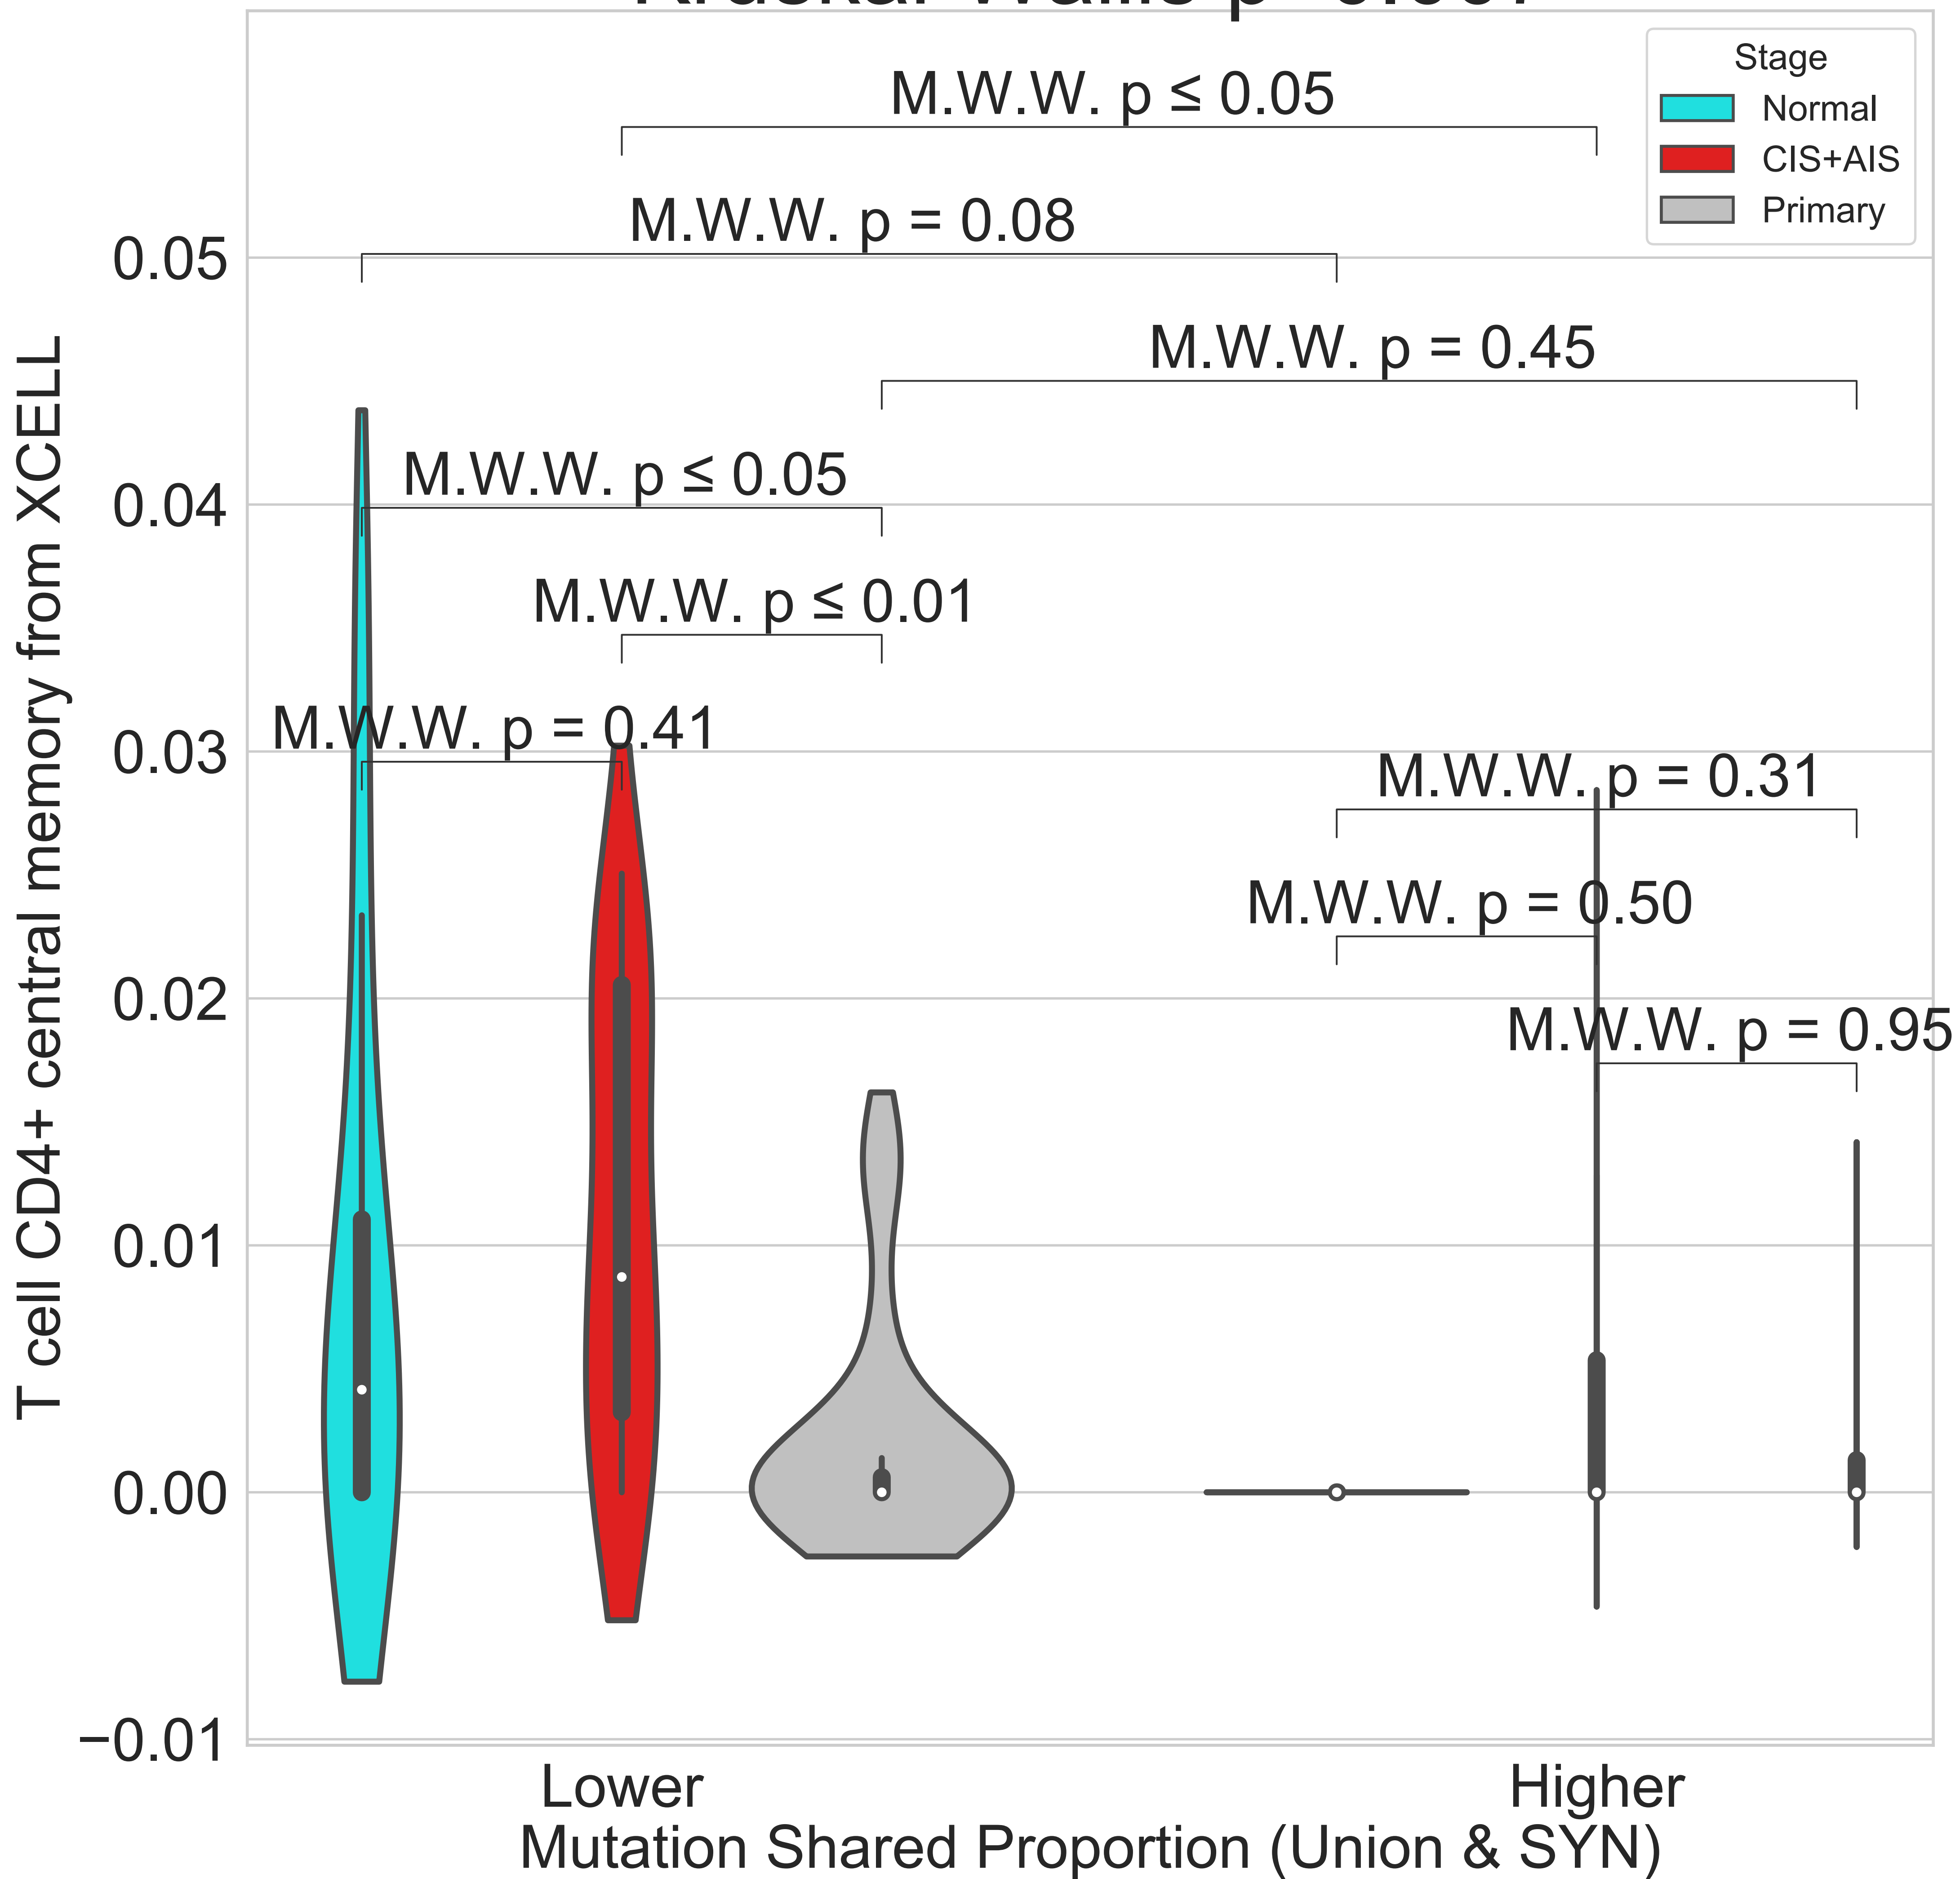 Stage
Normal
CIS+AIS
Primary
M.W.W. p ≤ 0.05
M.W.W. p = 0.08
M.W.W. p = 0.45
M.W.W. p ≤ 0.05
M.W.W. p ≤ 0.01
M.W.W. p = 0.41
M.W.W. p = 0.31
M.W.W. p = 0.50
M.W.W. p = 0.95
T cell CD4+ central memory from XCELL
0.05
0.04
0.03
0.02
0.01
0.00
−0.01
Lower
Higher
Mutation Shared Proportion (Union & SYN)